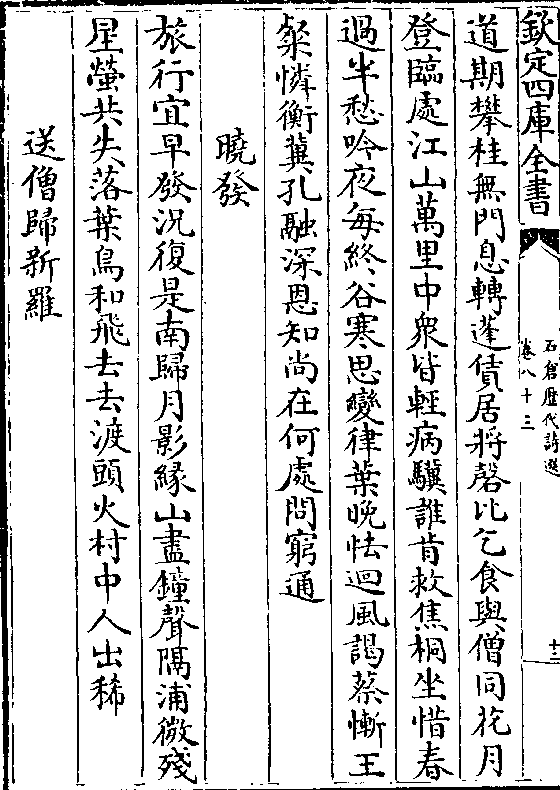 欽定四庫全書
石倉歷代詩選
卷八十三
十三
道期攀桂無門息轉蓬賃居將罄比乞食與僧同花月
登臨處江山萬里中衆皆輕病驥誰肯救焦桐坐惜春
過半愁吟夜每終谷寒思變律葉晚怯迴風謁蔡慚王
粲憐衡冀孔融深恩知尚在何處問窮通
曉發
旅行宜早發況復是南歸月影緣山盡鐘聲隔浦微殘
星螢共失落葉鳥和飛去去渡頭火村中人出稀
送僧歸新羅